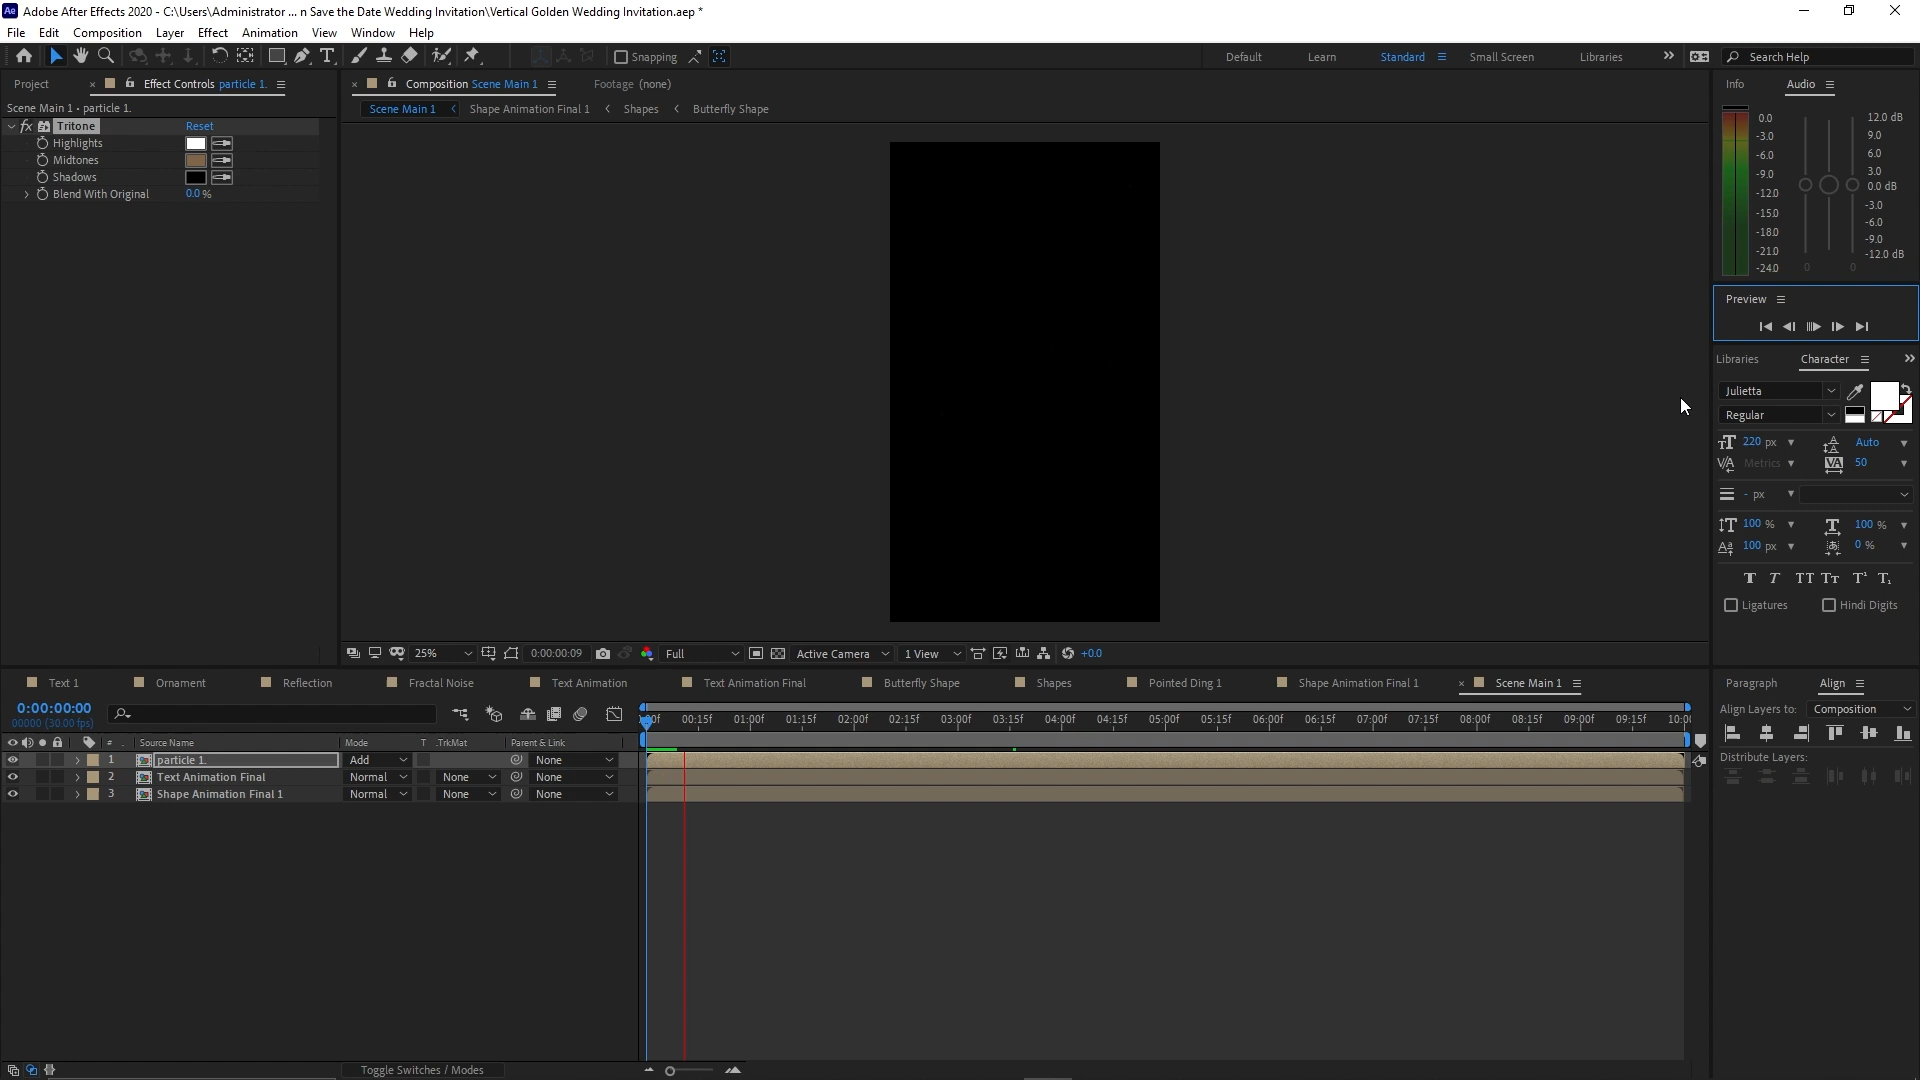 Adobe After Effects 2020 - C:\Users\Administrator ... n Save the Date Wedding Invitation\Vertical Golden Wedding Invitation.aep *
File Edit Composition Layer Effect Animation View Window Help
Snapping Default Learn Standard Small Screen Libraries Search Help
Project Effect Controls particle 1. Composition Scene Main 1 Footage (none) Info Audio
Scene Main 1 • particle 1.
Scene Main 1 Shape Animation Final 1 Shapes Butterfly Shape
fx Tritone Reset
Highlights
Midtones
Shadows
Blend With Original 0.0 %
0.0
-3.0
-6.0
-9.0
-12.0
-15.0
-18.0
-21.0
-24.0
12.0 dB
9.0
6.0
3.0
0.0 dB
-3.0
-6.0
-9.0
-12.0 dB
0 0
Preview
Libraries Character
Julietta
Regular
220 px Auto
Metrics 50
- px
100 % 100 %
100 px 0 %
Ligatures Hindi Digits
25% 0:00:00:09 Full Active Camera 1 View +0.0
Text 1 Ornament Reflection Fractal Noise Text Animation Text Animation Final Butterfly Shape Shapes Pointed Ding 1 Shape Animation Final 1 Scene Main 1
Paragraph Align
0:00:00:00
00000 (30.00 fps)
00:15f 01:00f 01:15f 02:00f 02:15f 03:00f 03:15f 04:00f 04:15f 05:00f 05:15f 06:00f 06:15f 07:00f 07:15f 08:00f 08:15f 09:00f 09:15f
Align Layers to: Composition
# Source Name Mode T .TrkMat Parent & Link
1 particle 1. Add None
2 Text Animation Final Normal None None
3 Shape Animation Final 1 Normal None None
Distribute Layers:
Toggle Switches / Modes